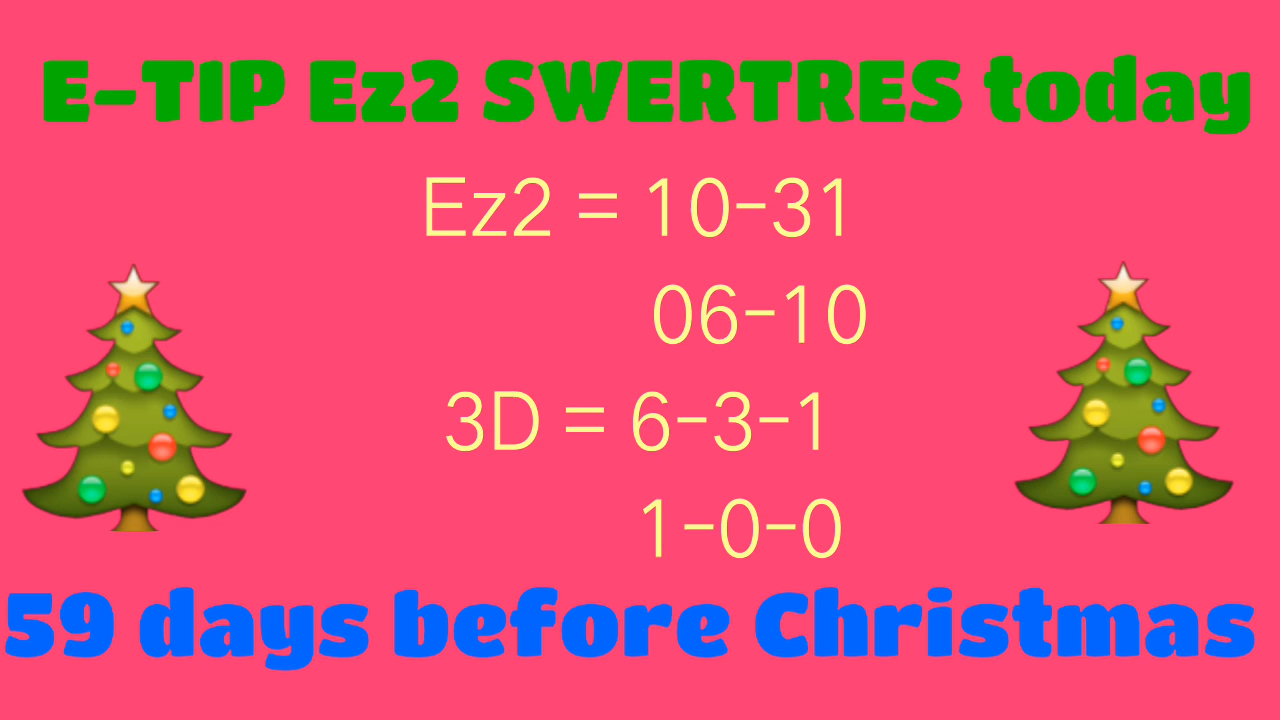 E-TIP Ez2 SWERTRES today
Ez2 = 10-31
06-10
3D = 6-3-1
1-0-0
59 days before Christmas